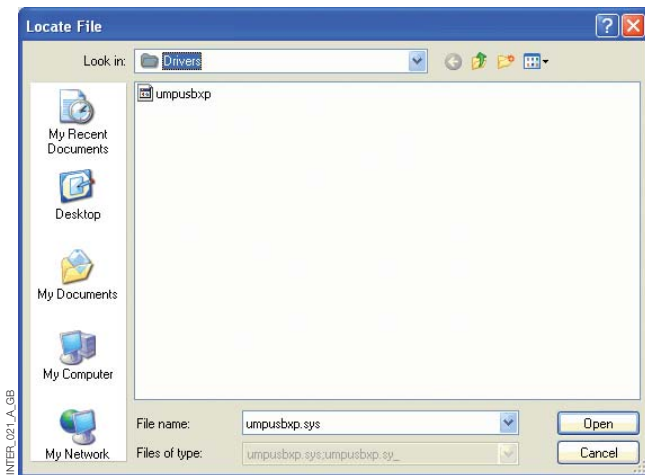 Locate File
Look in:
Drivers
umpusbxp
My Recent
Documents
Desktop
My Documents
My Computer
My Network
File name:
umpusbxp.sys
Open
Files of type:
umpusbxp.sys;umpusbxp.sy_
Cancel
INTER_021_A_GB